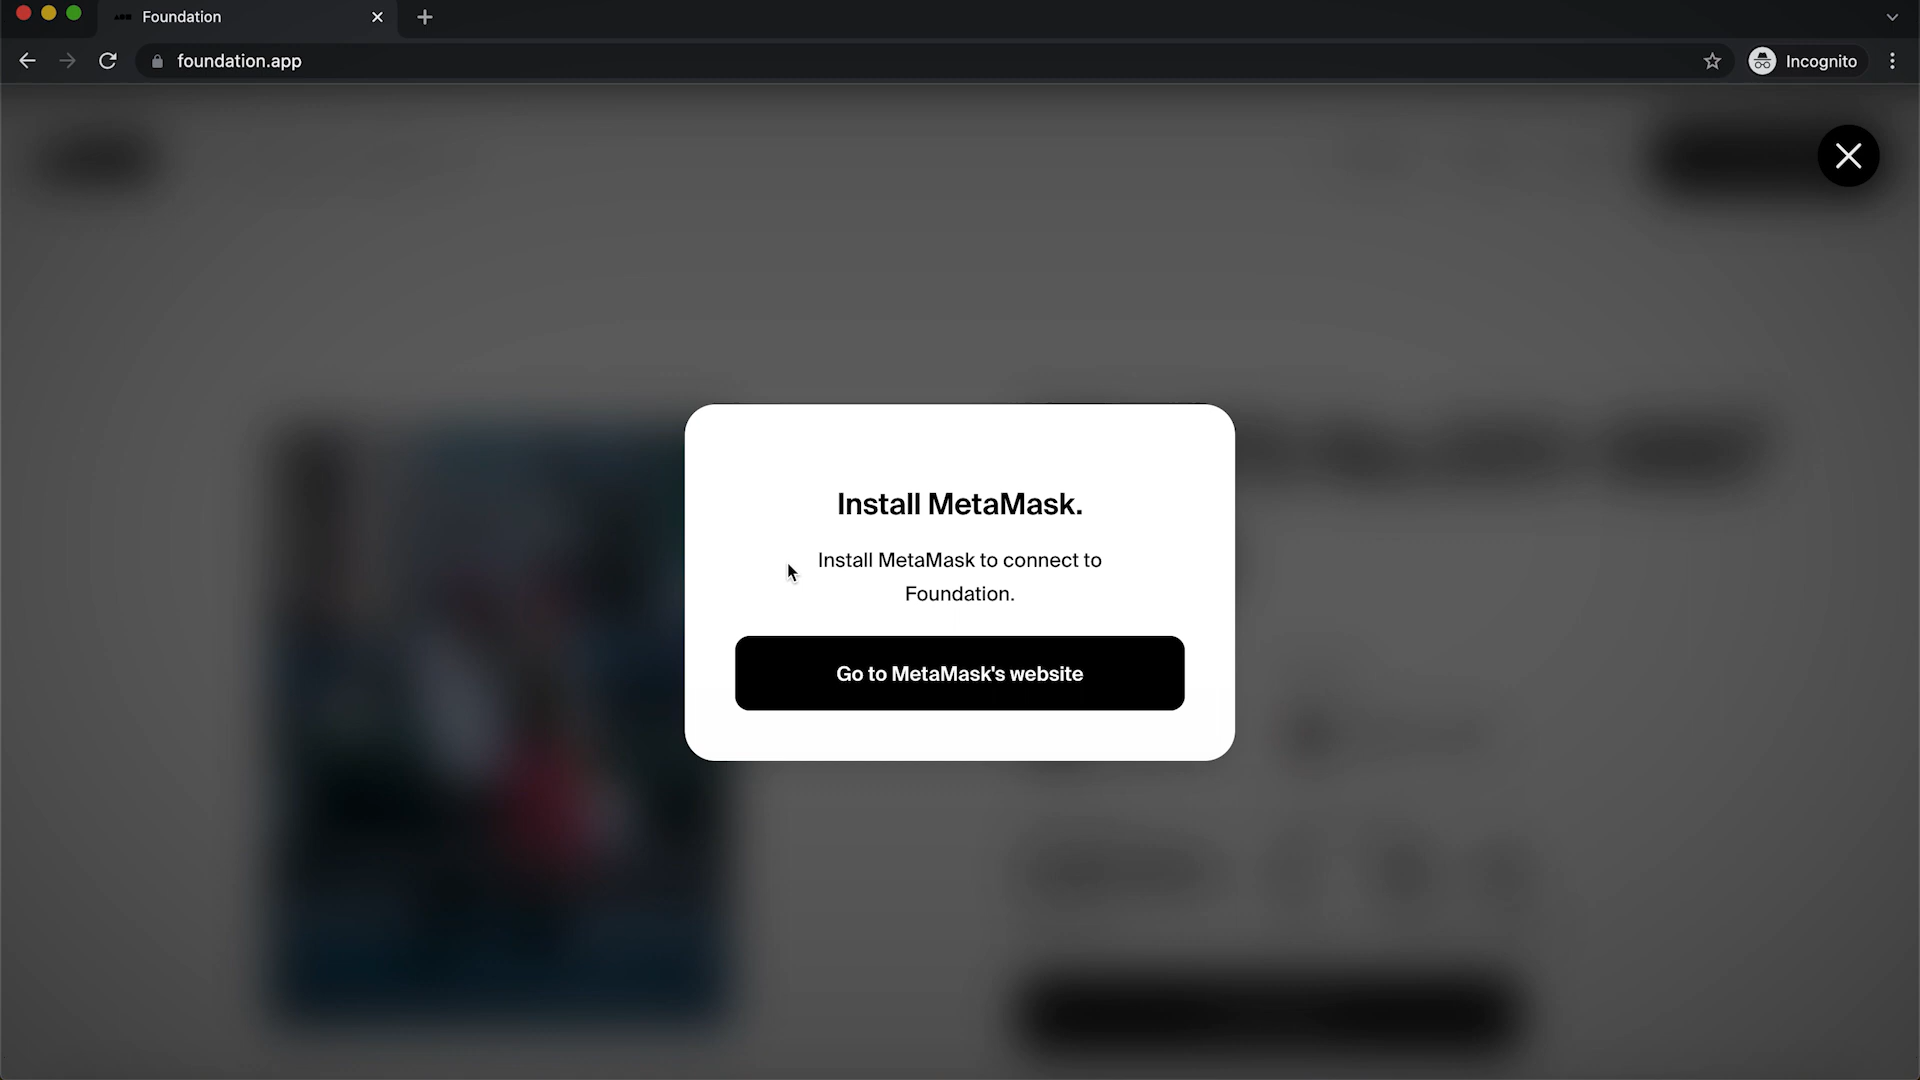 Foundation
foundation.app
Incognito
Install MetaMask.
Install MetaMask to connect to
Foundation.
Go to MetaMask's website